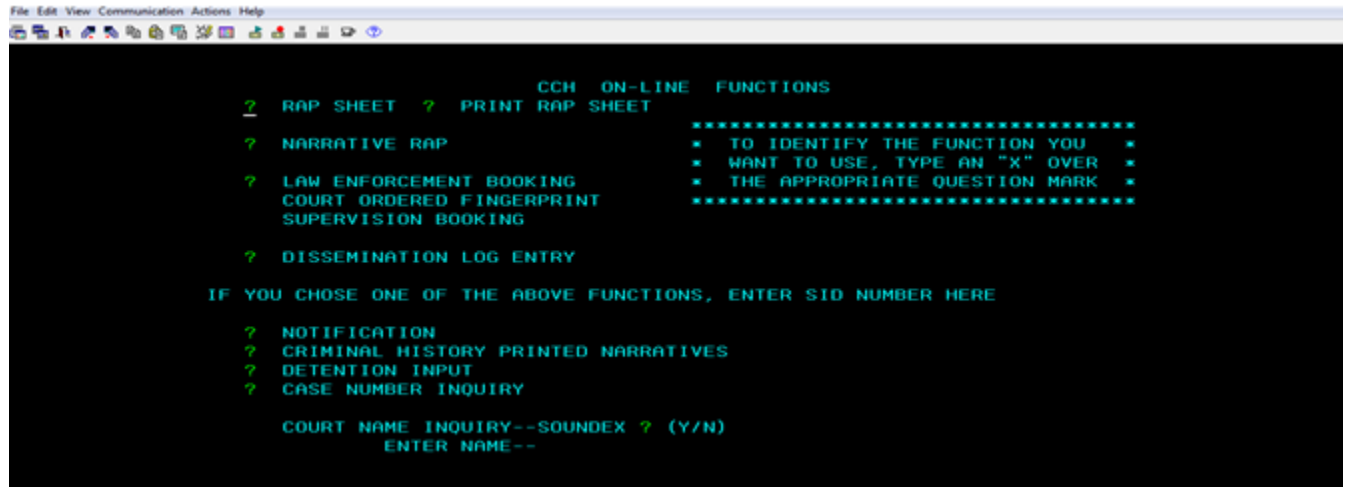 File Edit View Communication Actions Help
CCH ON-LINE FUNCTIONS
? RAP SHEET ? PRINT RAP SHEET
***********************************
? NARRATIVE RAP * TO IDENTIFY THE FUNCTION YOU *
* WANT TO USE, TYPE AN "X" OVER *
? LAW ENFORCEMENT BOOKING * THE APPROPRIATE QUESTION MARK *
COURT ORDERED FINGERPRINT ***********************************
SUPERVISION BOOKING
? DISSEMINATION LOG ENTRY
IF YOU CHOSE ONE OF THE ABOVE FUNCTIONS, ENTER SID NUMBER HERE
? NOTIFICATION
? CRIMINAL HISTORY PRINTED NARRATIVES
? DETENTION INPUT
? CASE NUMBER INQUIRY
COURT NAME INQUIRY--SOUNDEX ? (Y/N)
ENTER NAME--